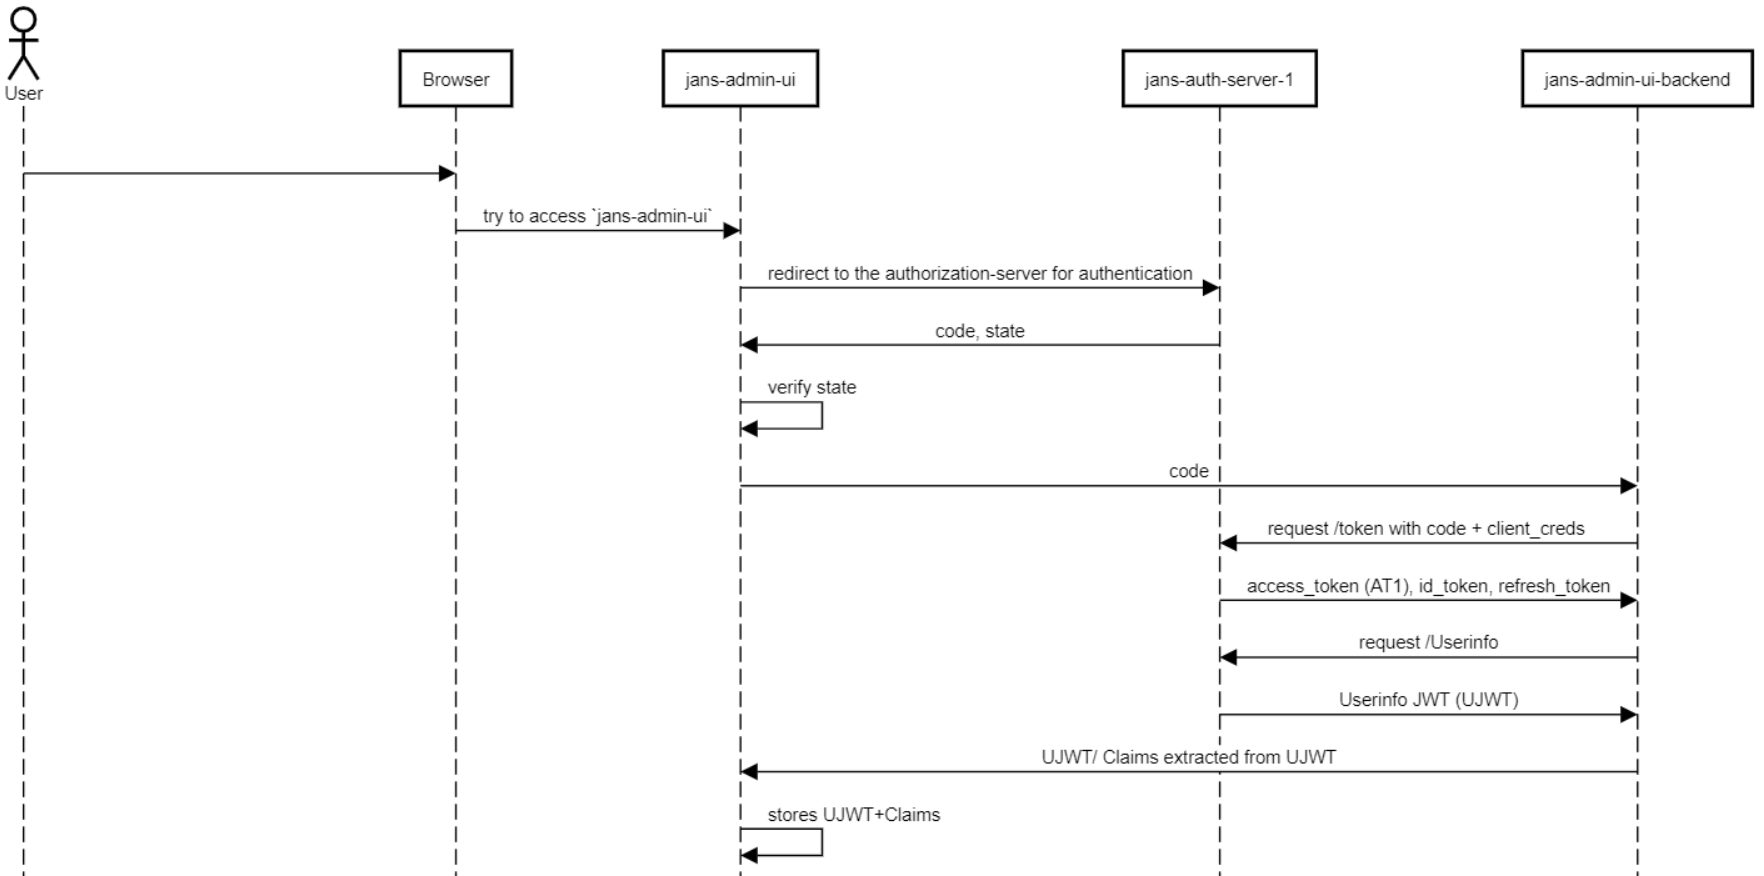 User
Browser
jans-admin-ui
jans-auth-server-1
jans-admin-ui-backend
try to access `jans-admin-ui`
redirect to the authorization-server for authentication
code, state
verify state
code
request /token with code + client_creds
access_token (AT1), id_token, refresh_token
request /Userinfo
Userinfo JWT (UJWT)
UJWT/ Claims extracted from UJWT
stores UJWT+Claims